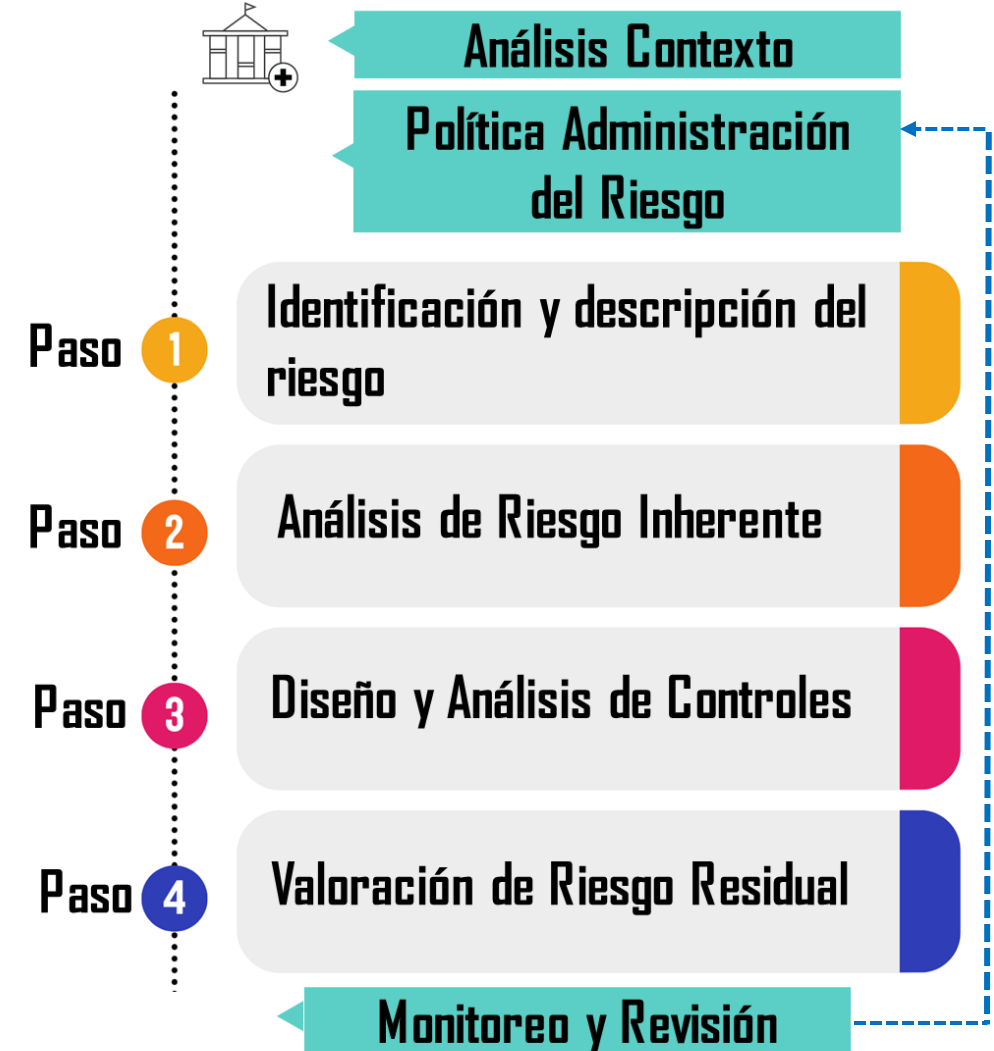 Análisis Contexto
Política Administración
del Riesgo
Paso 1
Identificación y descripción del
riesgo
Paso 2
Análisis de Riesgo Inherente
Paso 3
Diseño y Análisis de Controles
Paso 4
Valoración de Riesgo Residual
Monitoreo y Revisión